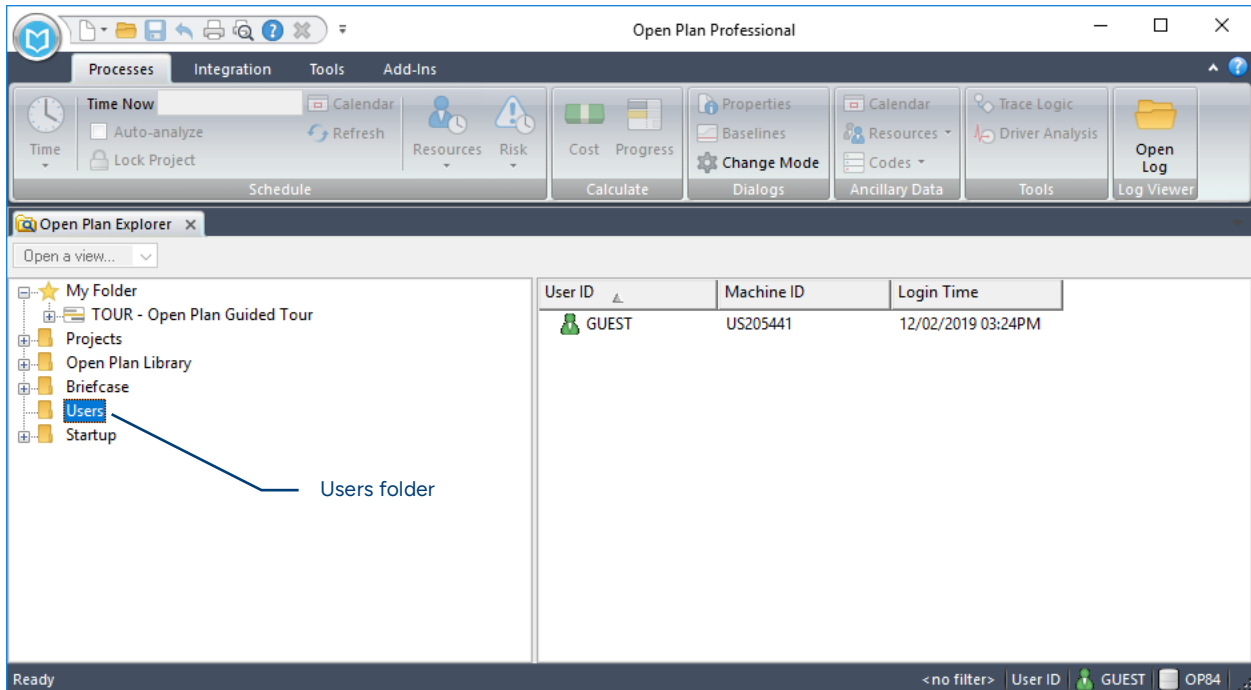 Open Plan Professional
Processes Integration Tools Add-Ins
Time
Time Now
Auto-analyze
Lock Project
Calendar
Refresh
Resources
Risk
Schedule
Cost
Progress
Calculate
Properties
Baselines
Change Mode
Dialogs
Calendar
Resources
Codes
Ancillary Data
Trace Logic
Driver Analysis
Tools
Open
Log
Log Viewer
Open Plan Explorer
Open a view...
My Folder
TOUR - Open Plan Guided Tour
Projects
Open Plan Library
Briefcase
Users
Startup
Users folder
User ID Machine ID Login Time
GUEST US205441 12/02/2019 03:24PM
Ready <no filter> User ID GUEST OP84